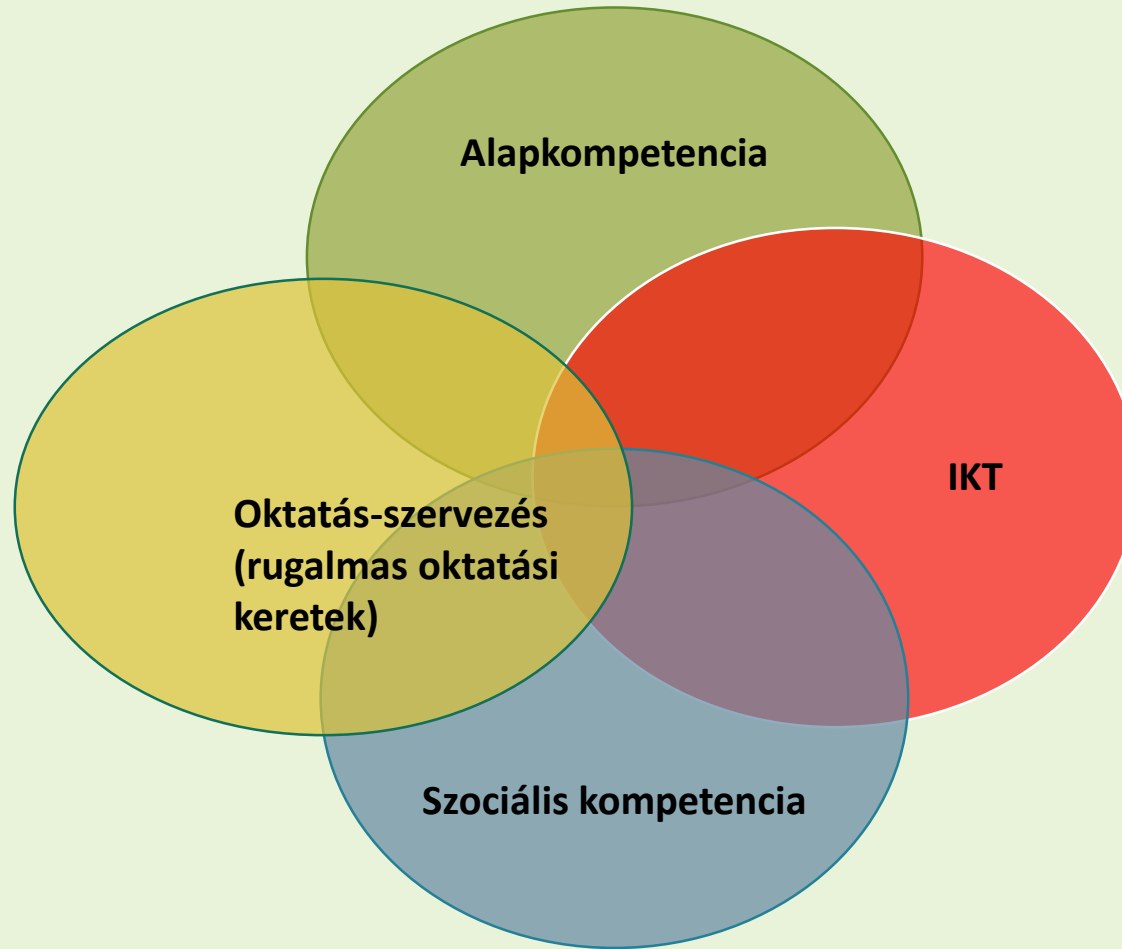 Alapkompetencia
IKT
Oktatás-szervezés
(rugalmas oktatási
keretek)
Szociális kompetencia